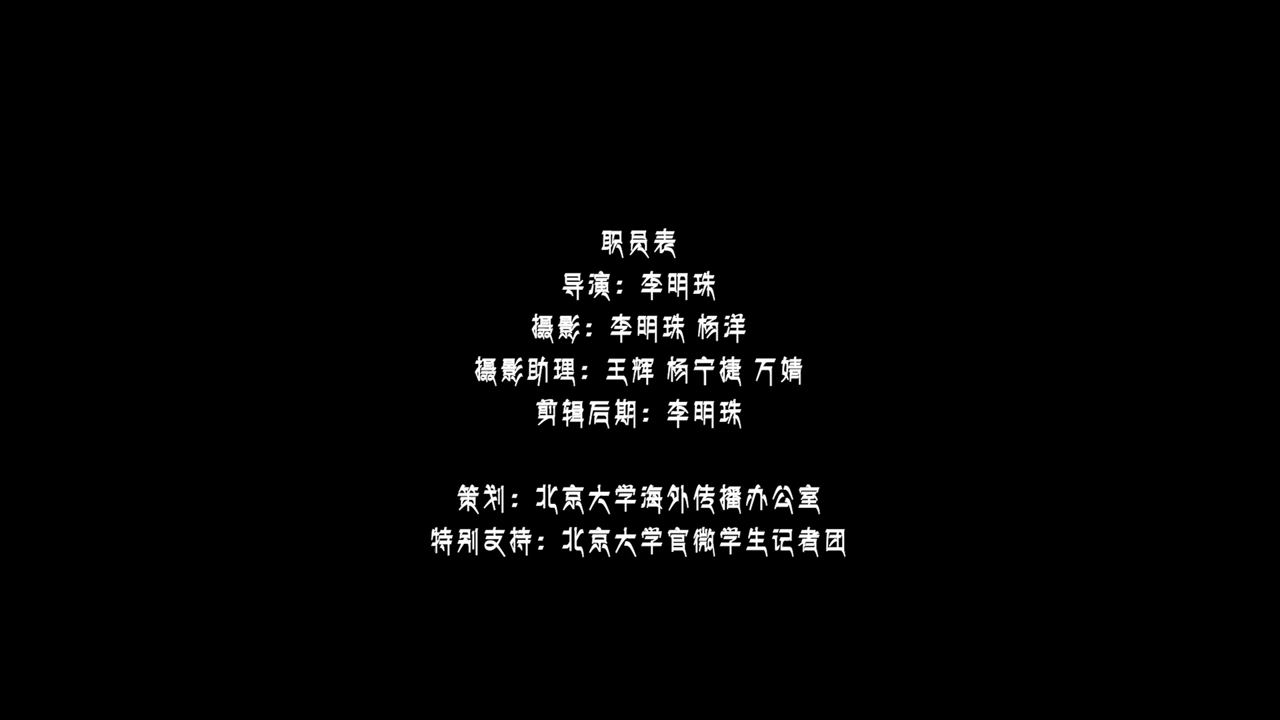 职员表
导演：李明珠
摄影：李明珠 杨洋
摄影助理：王辉 杨宁捷 万婧
剪辑后期：李明珠
策划：北京大学海外传播办公室
特别支持：北京大学官微学生记者团